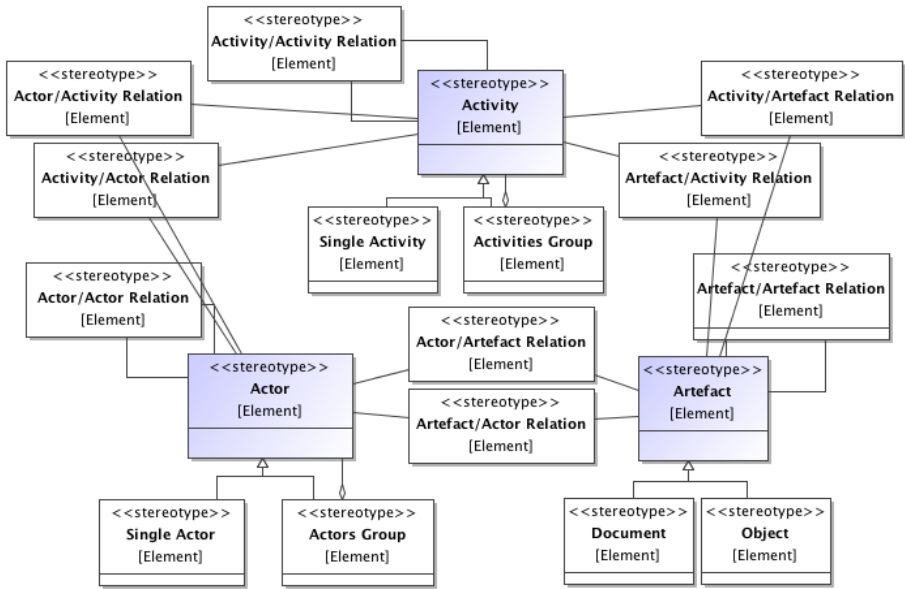 <<stereotype>>
Activity/Activity Relation
[Element]
<<stereotype>>
Actor/Activity Relation
[Element]
<<stereotype>>
Activity
[Element]
<<stereotype>>
Activity/Artefact Relation
[Element]
<<stereotype>>
Activity/Actor Relation
[Element]
<<stereotype>>
Artefact/Activity Relation
[Element]
<<stereotype>>
Single Activity
[Element]
<<stereotype>>
Activities Group
[Element]
<<stereotype>>
Actor/Actor Relation
[Element]
<<stereotype>>
Artefact/Artefact Relation
[Element]
<<stereotype>>
Actor/Artefact Relation
[Element]
<<stereotype>>
Actor
[Element]
<<stereotype>>
Artefact
[Element]
<<stereotype>>
Artefact/Actor Relation
[Element]
<<stereotype>>
Single Actor
[Element]
<<stereotype>>
Actors Group
[Element]
<<stereotype>>
Document
[Element]
<<stereotype>>
Object
[Element]